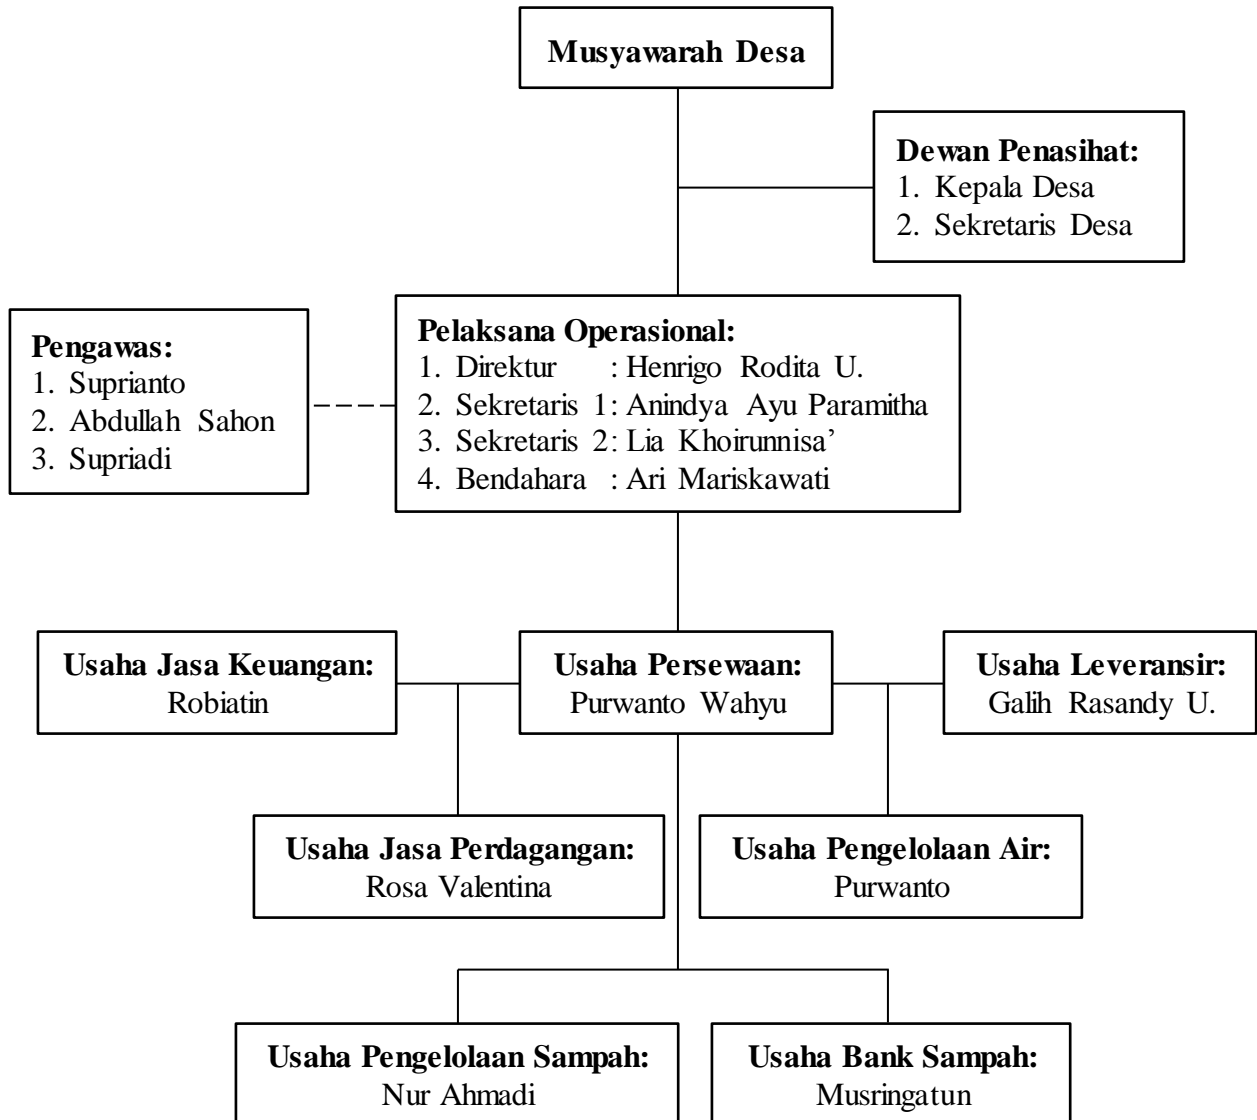 Musyawarah Desa
Dewan Penasihat:
1. Kepala Desa
2. Sekretaris Desa
Pengawas:
1. Suprianto
2. Abdullah Sahon
3. Supriadi
Pelaksana Operasional:
1. Direktur : Henrigo Rodita U.
2. Sekretaris 1: Anindya Ayu Paramitha
3. Sekretaris 2: Lia Khoirunnisa’
4. Bendahara : Ari Mariskawati
Usaha Jasa Keuangan:
Robiatin
Usaha Persewaan:
Purwanto Wahyu
Usaha Leveransir:
Galih Rasandy U.
Usaha Jasa Perdagangan:
Rosa Valentina
Usaha Pengelolaan Air:
Purwanto
Usaha Pengelolaan Sampah:
Nur Ahmadi
Usaha Bank Sampah:
Musringatun